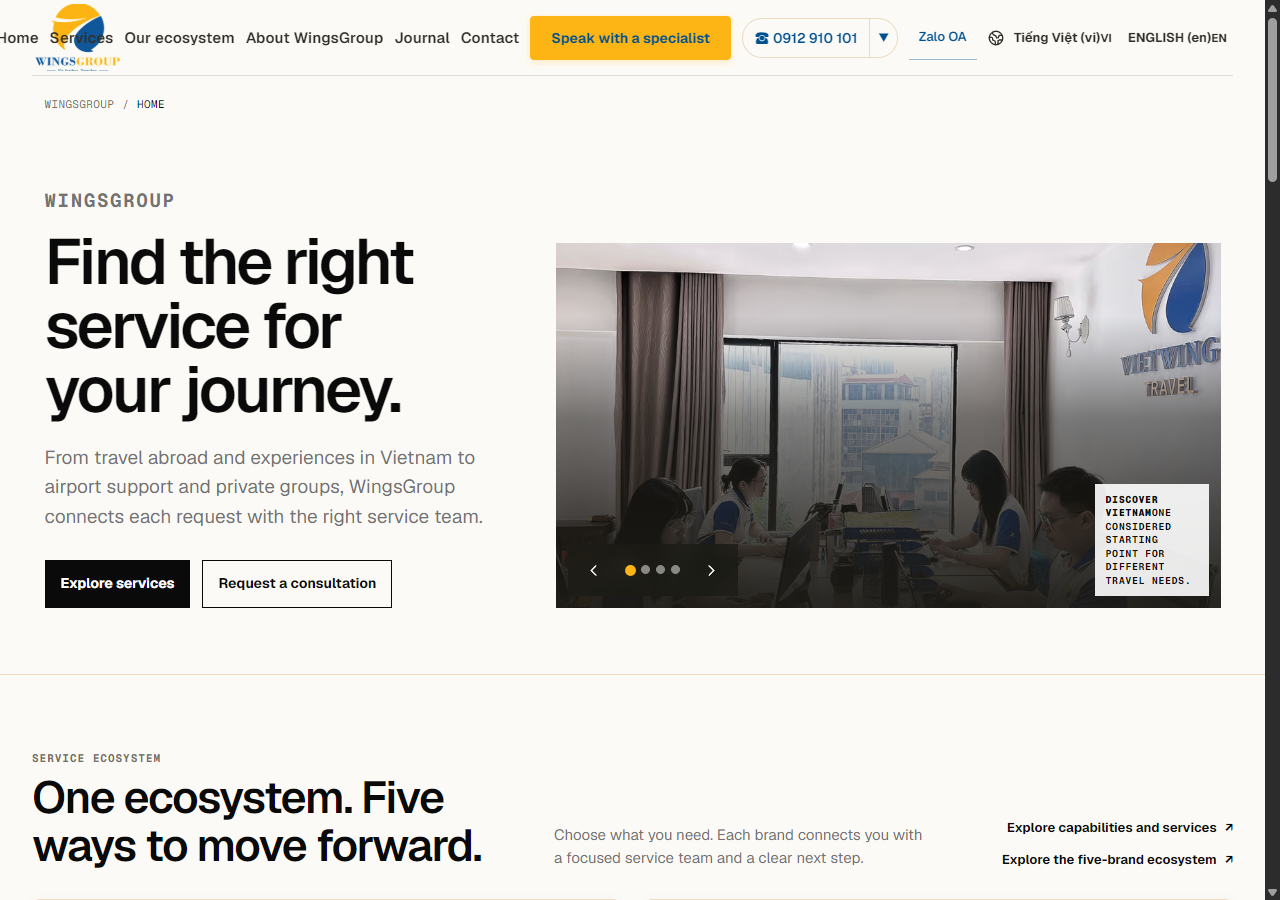 Home Services Our ecosystem About WingsGroup Journal Contact Speak with a specialist ☎ 0912 910 101 ▼ Zalo OA Tiếng Việt (vi)VI ENGLISH (en)EN
WINGSGROUP
WINGSGROUP / HOME
WINGSGROUP
Find the right
service for
your journey.
From travel abroad and experiences in Vietnam to
airport support and private groups, WingsGroup
connects each request with the right service team.
Explore services Request a consultation
VIETWING
TRAVEL
DISCOVER
VIETNAMONE
CONSIDERED
STARTING
POINT FOR
DIFFERENT
TRAVEL NEEDS.
SERVICE ECOSYSTEM
One ecosystem. Five
ways to move forward.
Choose what you need. Each brand connects you with
a focused service team and a clear next step.
Explore capabilities and services ↗
Explore the five-brand ecosystem ↗